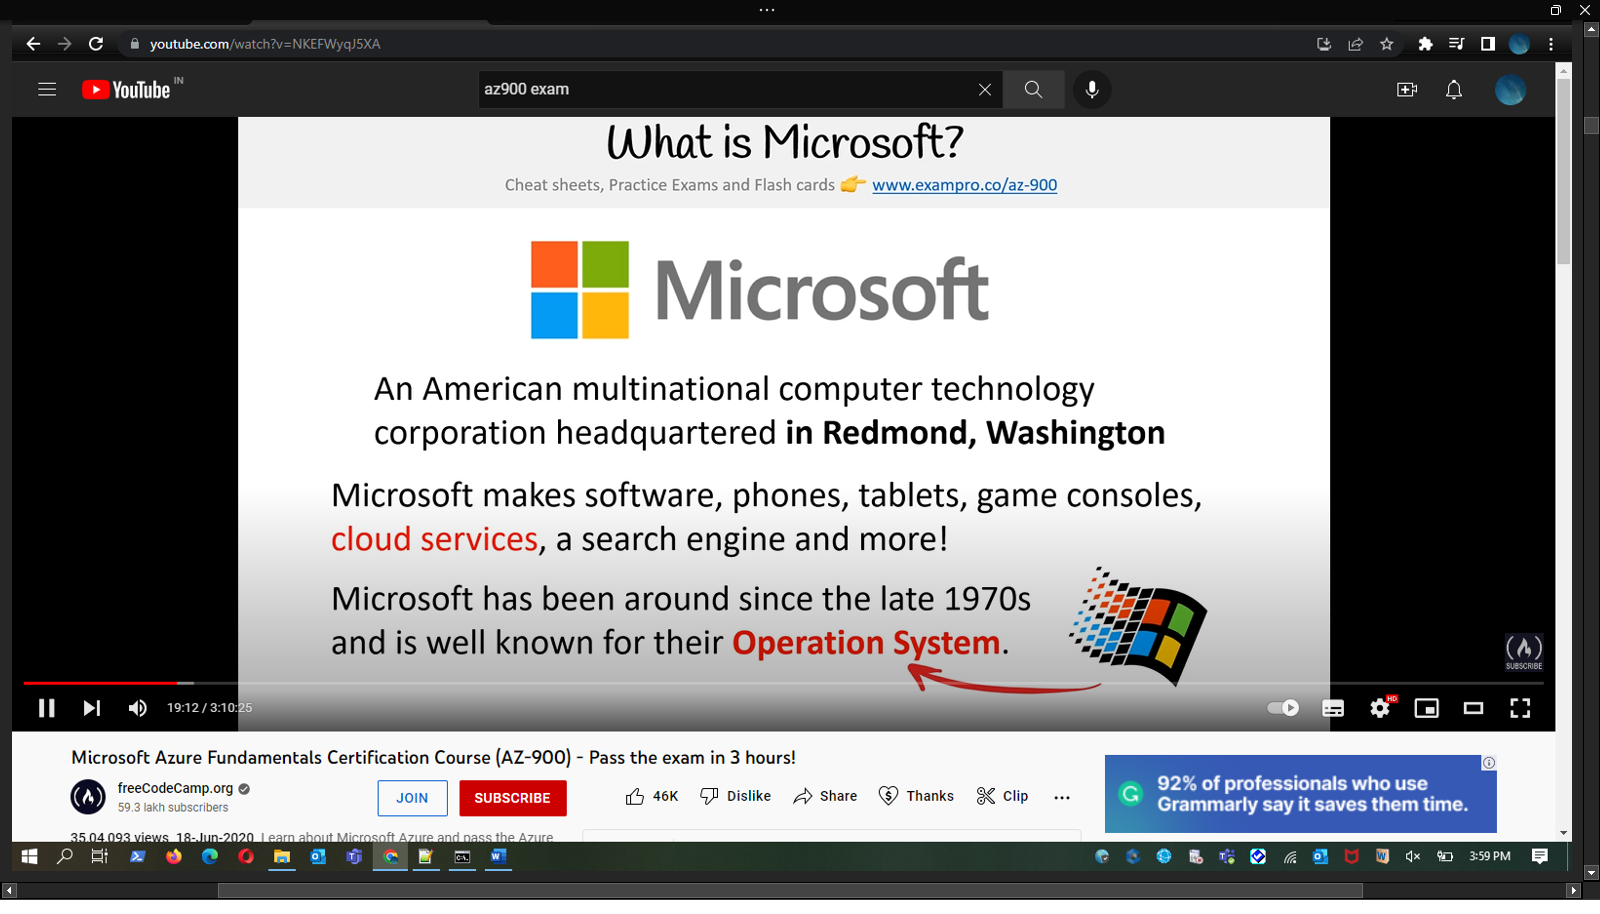 youtube.com/watch?v=NKEFWyqJ5XA
YouTube IN
az900 exam
What is Microsoft?
Cheat sheets, Practice Exams and Flash cards 👉 www.exampro.co/az-900
Microsoft
An American multinational computer technology
corporation headquartered in Redmond, Washington
Microsoft makes software, phones, tablets, game consoles,
cloud services, a search engine and more!
Microsoft has been around since the late 1970s
and is well known for their Operation System.
SUBSCRIBE
19:12 / 3:10:25
HD
Microsoft Azure Fundamentals Certification Course (AZ-900) - Pass the exam in 3 hours!
freeCodeCamp.org
59.3 lakh subscribers
JOIN
SUBSCRIBE
46K
Dislike
Share
Thanks
Clip
92% of professionals who use
Grammarly say it saves them time.
35,04,093 views 18-Jun-2020 Learn about Microsoft Azure and pass the Azure
3:59 PM